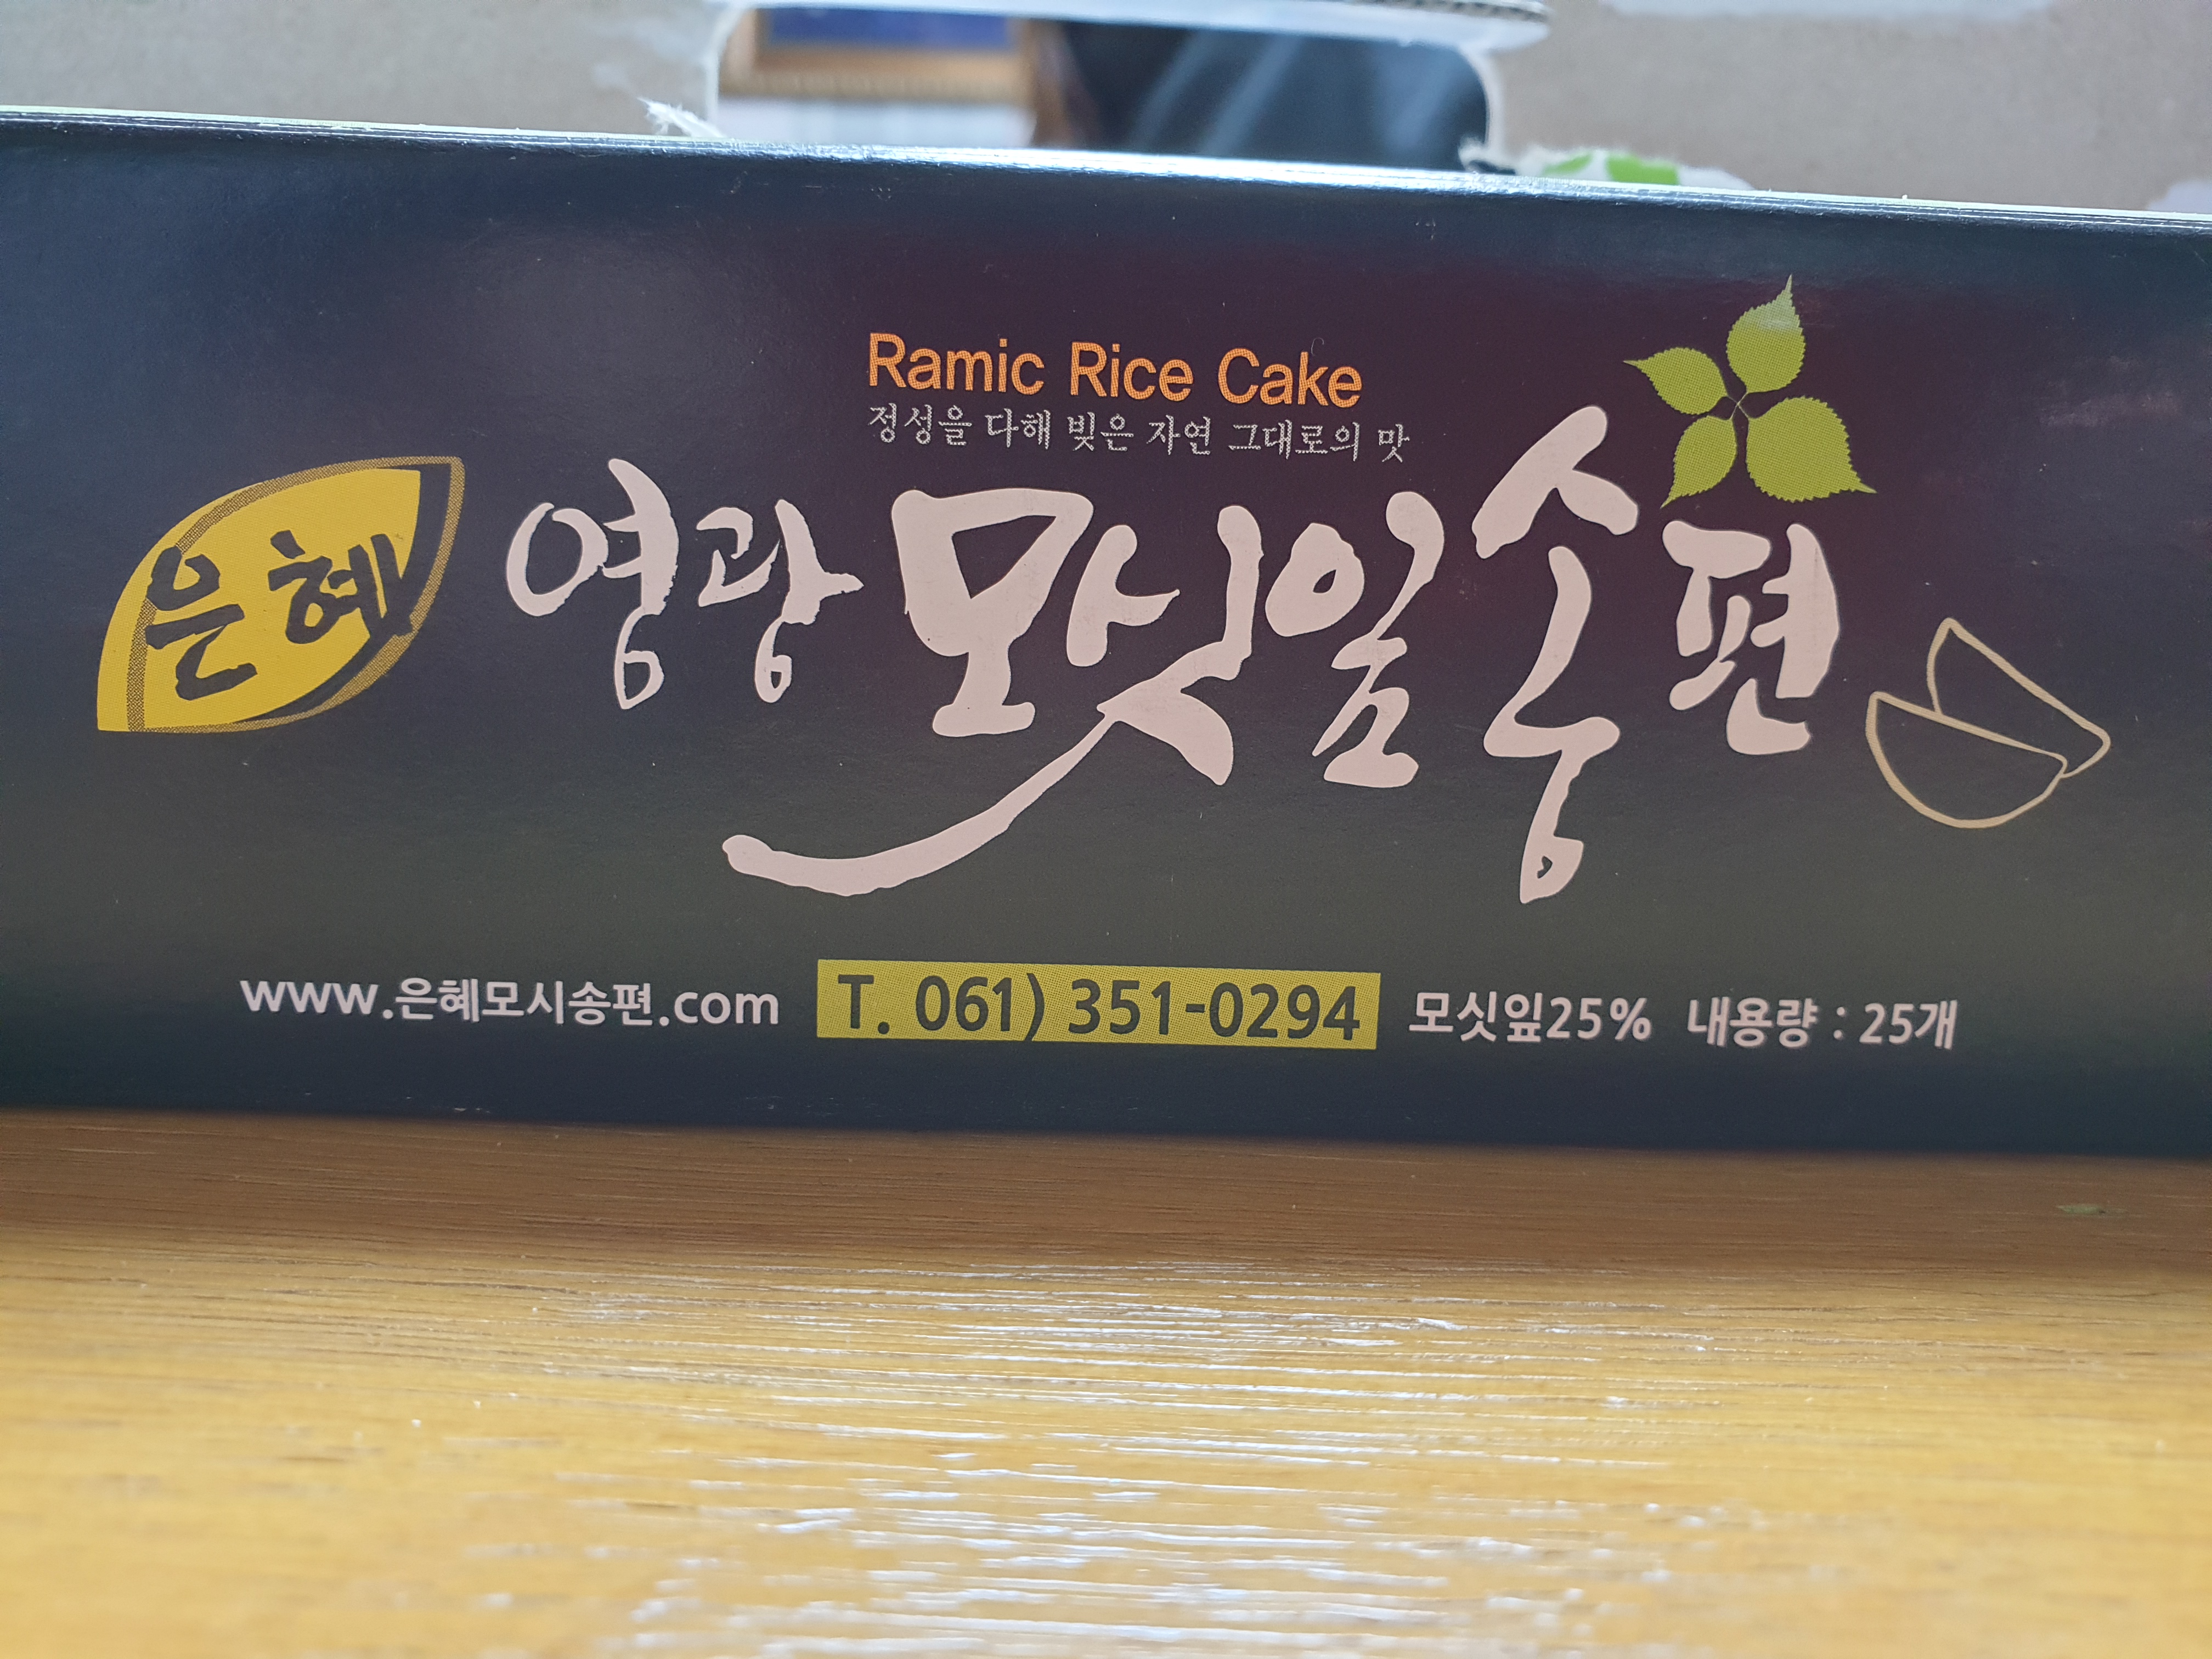 Ramic Rice Cake
정성을 다해 빚은 자연 그대로의 맛
은혜
영광 모싯잎송편
www.은혜모시송편.com T. 061) 351-0294 모싯잎25% 내용량 : 25개